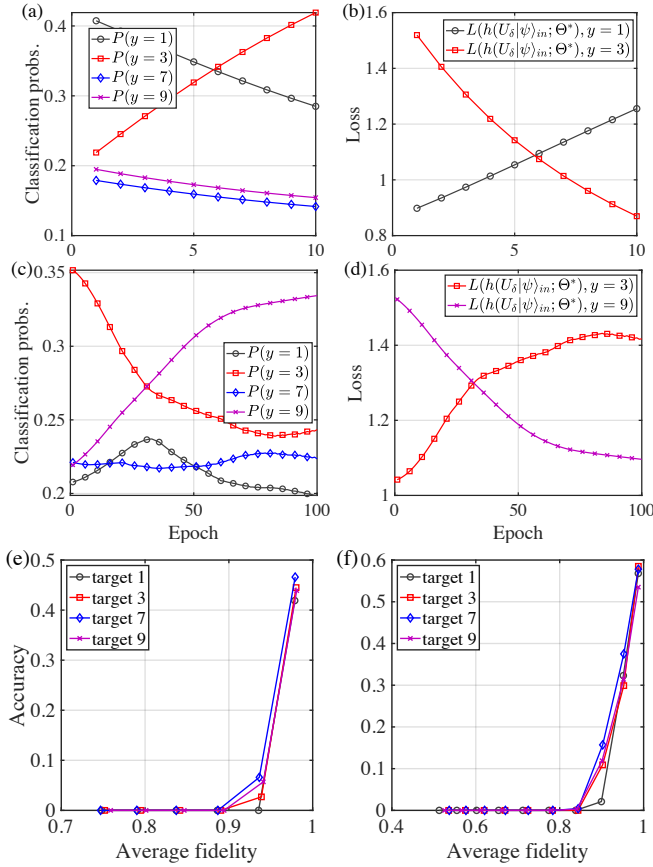 (a)
0.4
0.3
0.2
0.1
Classification probs.
P(y = 1)
P(y = 3)
P(y = 7)
P(y = 9)
0
5
10
(b)
1.6
1.4
1.2
1
0.8
Loss
L(h(U_δ|ψ⟩_in; Θ*), y = 1)
L(h(U_δ|ψ⟩_in; Θ*), y = 3)
0
5
10
(c)
0.35
0.3
0.25
0.2
Classification probs.
P(y = 1)
P(y = 3)
P(y = 7)
P(y = 9)
0
50
100
Epoch
(d)
1.6
1.4
1.2
1
Loss
L(h(U_δ|ψ⟩_in; Θ*), y = 3)
L(h(U_δ|ψ⟩_in; Θ*), y = 9)
0
50
100
Epoch
(e)
0.5
0.4
0.3
0.2
0.1
0
Accuracy
target 1
target 3
target 7
target 9
0.7
0.8
0.9
1
Average fidelity
(f)
0.6
0.5
0.4
0.3
0.2
0.1
0
target 1
target 3
target 7
target 9
0.4
0.6
0.8
1
Average fidelity